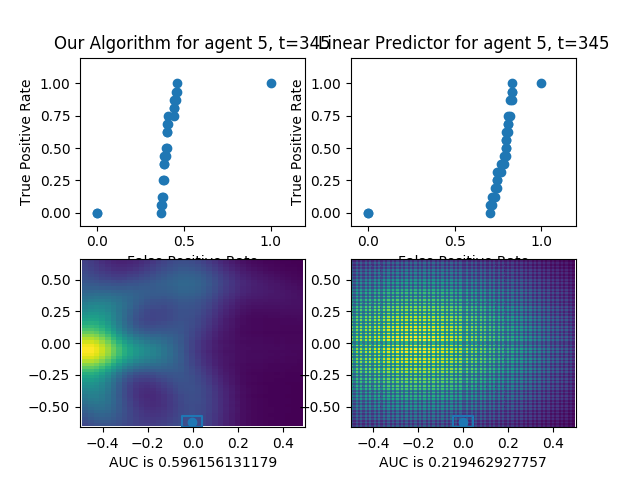 Our Algorithm for agent 5, t=345
Linear Predictor for agent 5, t=345
True Positive Rate
1.00
0.75
0.50
0.25
0.00
0.0 0.5 1.0
False Positive Rate
True Positive Rate
1.00
0.75
0.50
0.25
0.00
0.0 0.5 1.0
False Positive Rate
0.50
0.25
0.00
−0.25
−0.50
−0.4 −0.2 0.0 0.2 0.4
AUC is 0.596156131179
0.50
0.25
0.00
−0.25
−0.50
−0.4 −0.2 0.0 0.2 0.4
AUC is 0.219462927757